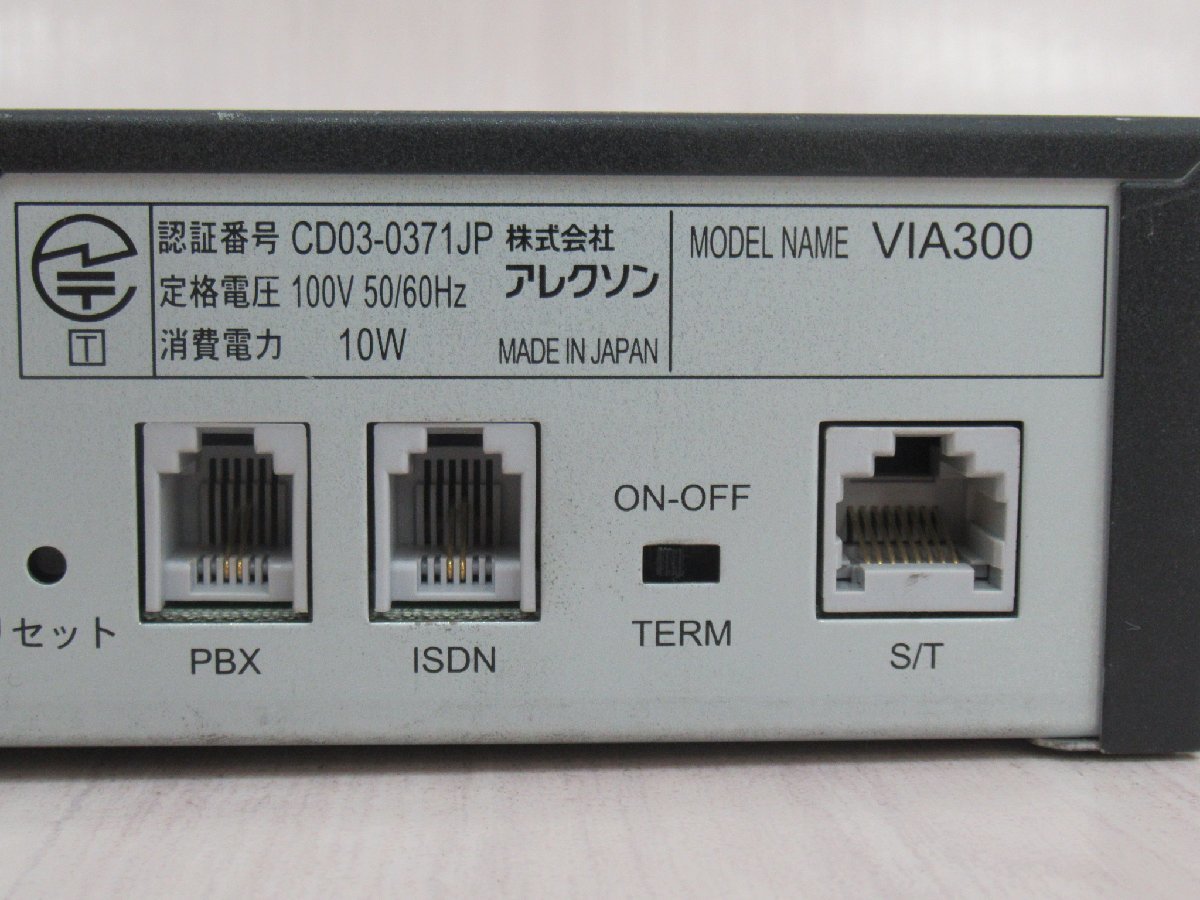 認証番号 CD03-0371JP
定格電圧 100V 50/60Hz
消費電力 10W
株式会社
アレクソン
MADE IN JAPAN
MODEL NAME VIA300
T
リセット
PBX
ISDN
ON-OFF
TERM
S/T